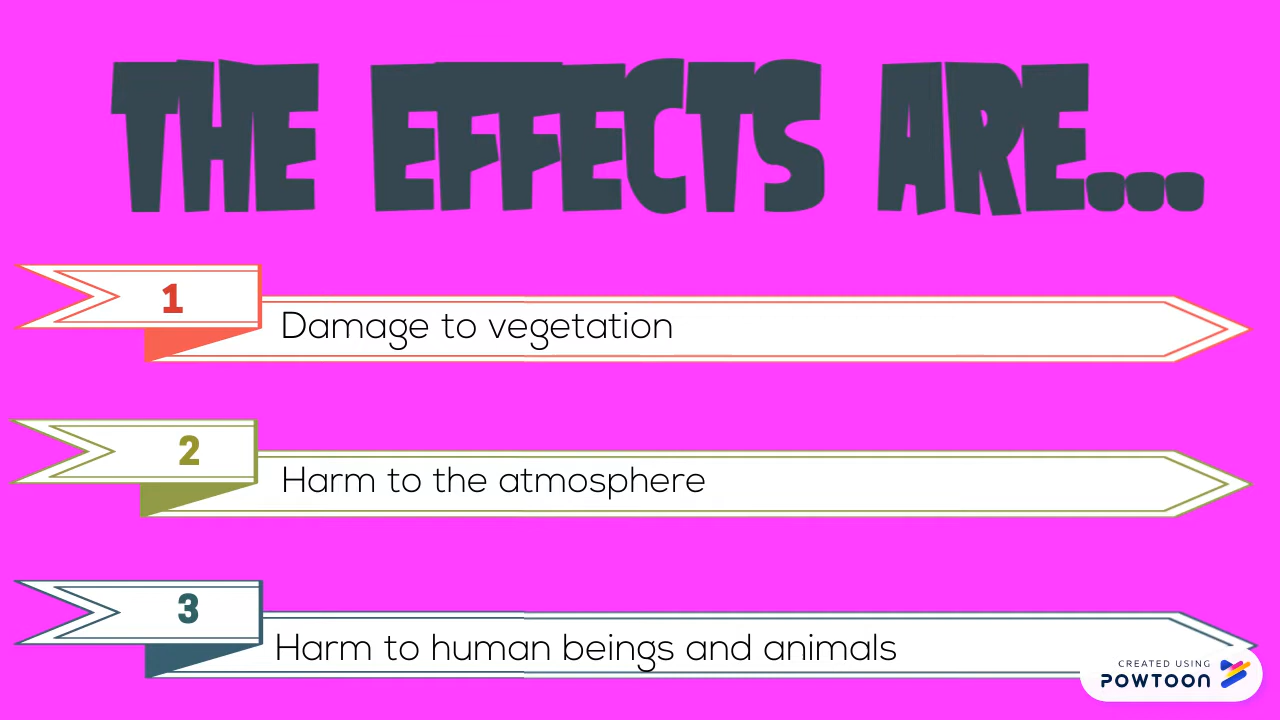 THE EFFECTS ARE...
1
Damage to vegetation
2
Harm to the atmosphere
3
Harm to human beings and animals
CREATED USING
POWTOON